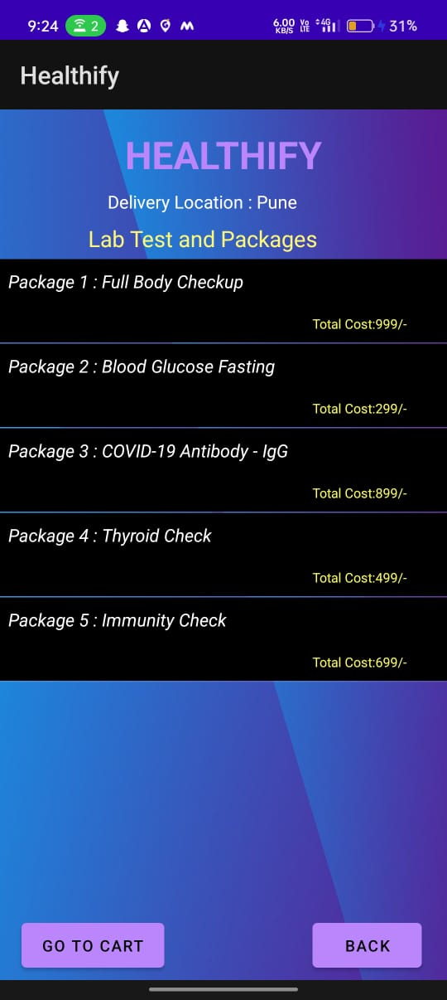 9:24 2 6.00 KB/S Vo LTE 4G 31%
Healthify
HEALTHIFY
Delivery Location : Pune
Lab Test and Packages
Package 1 : Full Body Checkup
Total Cost:999/-
Package 2 : Blood Glucose Fasting
Total Cost:299/-
Package 3 : COVID-19 Antibody - IgG
Total Cost:899/-
Package 4 : Thyroid Check
Total Cost:499/-
Package 5 : Immunity Check
Total Cost:699/-
GO TO CART BACK